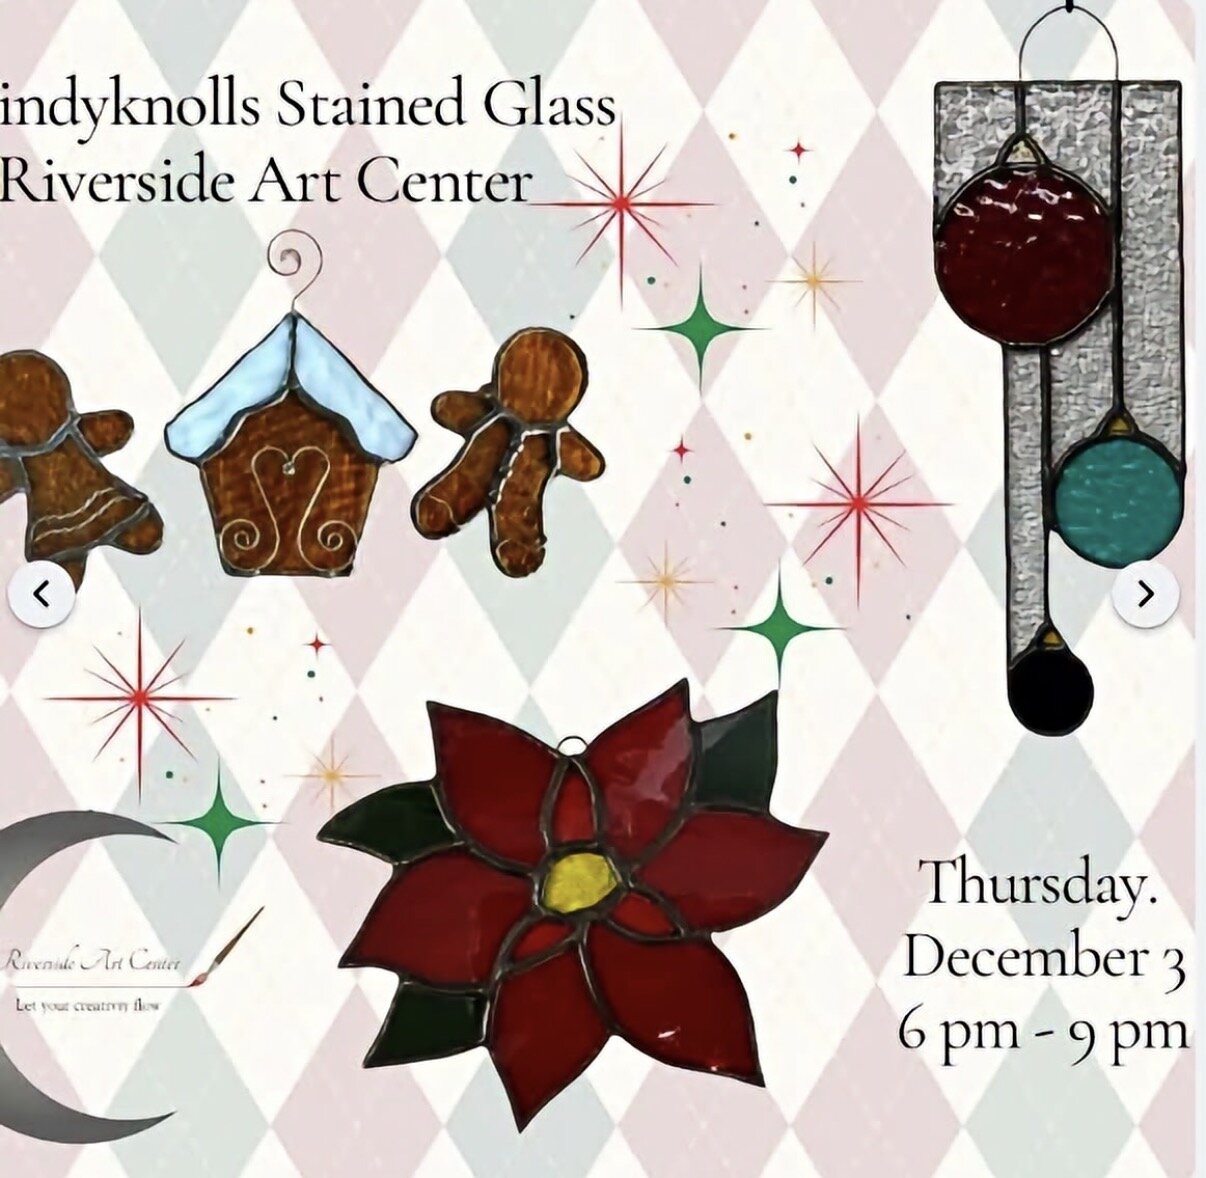 indyknolls Stained Glass
Riverside Art Center
Riverside Art Center
Let your creativity flow
Thursday.
December 3
6 pm - 9 pm